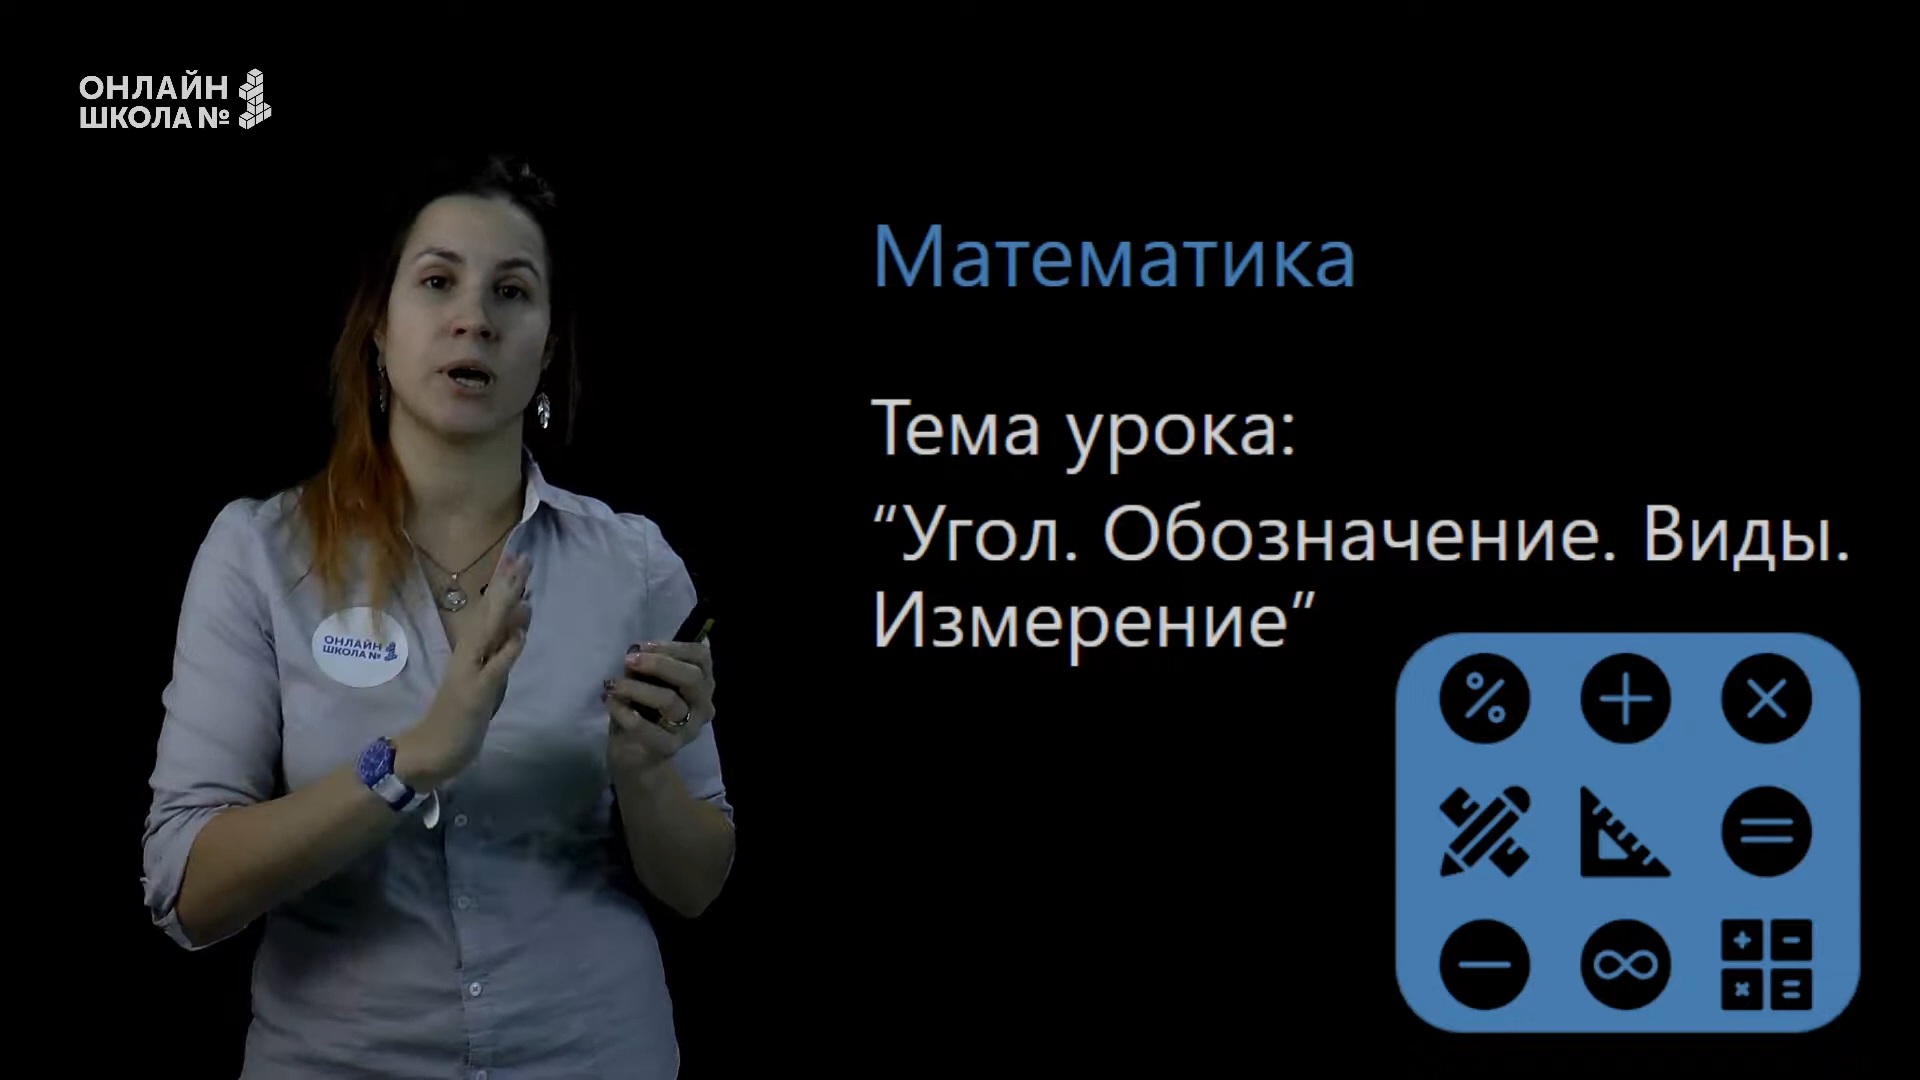 ОНЛАЙН
ШКОЛА №
Математика
Тема урока:
“Угол. Обозначение. Виды.
Измерение”
ОНЛАЙН
ШКОЛА №